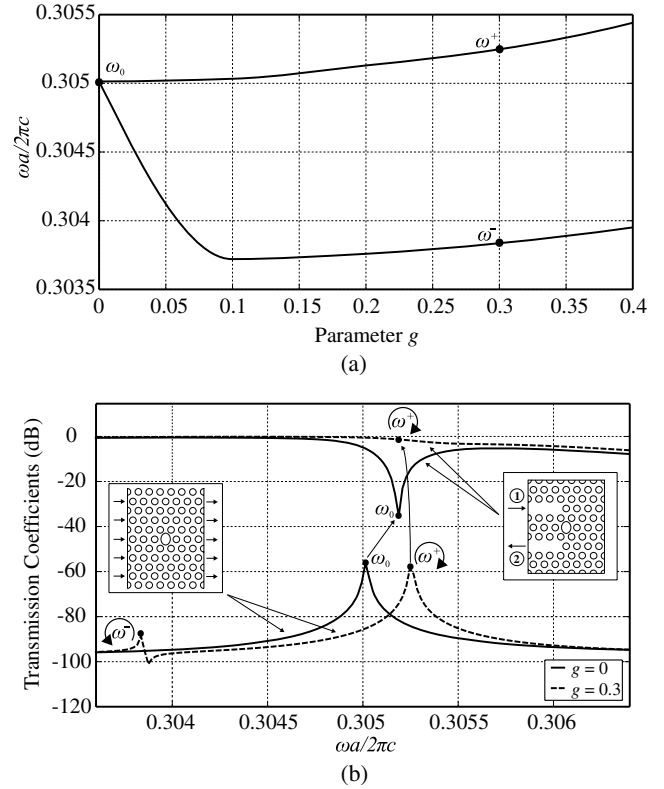 0.3055
0.305
0.3045
0.304
0.3035
ωa/2πc
ω₀
ω⁺
ω⁻
0 0.05 0.1 0.15 0.2 0.25 0.3 0.35 0.4
Parameter g
(a)
Transmission Coefficients (dB)
0
-20
-40
-60
-80
-100
-120
ω⁺
①
②
ω₀
ω₀
ω⁺
ω⁻
g = 0
g = 0.3
0.304 0.3045 0.305 0.3055 0.306
ωa/2πc
(b)